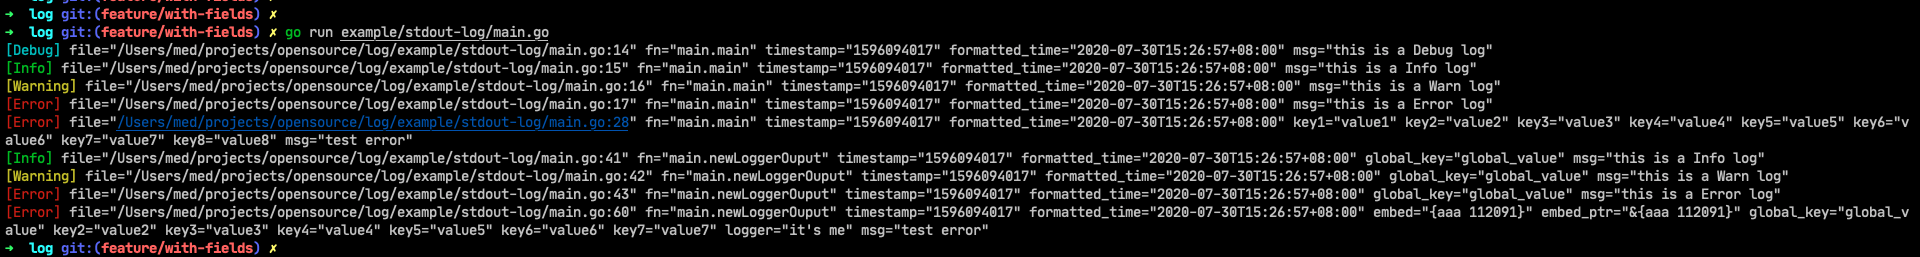 ➜  log git:(feature/with-fields) ✗
➜  log git:(feature/with-fields) ✗ go run example/stdout-log/main.go
[Debug] file="/Users/med/projects/opensource/log/example/stdout-log/main.go:14" fn="main.main" timestamp="1596094017" formatted_time="2020-07-30T15:26:57+08:00" msg="this is a Debug log"
[Info] file="/Users/med/projects/opensource/log/example/stdout-log/main.go:15" fn="main.main" timestamp="1596094017" formatted_time="2020-07-30T15:26:57+08:00" msg="this is a Info log"
[Warning] file="/Users/med/projects/opensource/log/example/stdout-log/main.go:16" fn="main.main" timestamp="1596094017" formatted_time="2020-07-30T15:26:57+08:00" msg="this is a Warn log"
[Error] file="/Users/med/projects/opensource/log/example/stdout-log/main.go:17" fn="main.main" timestamp="1596094017" formatted_time="2020-07-30T15:26:57+08:00" msg="this is a Error log"
[Error] file="/Users/med/projects/opensource/log/example/stdout-log/main.go:28" fn="main.main" timestamp="1596094017" formatted_time="2020-07-30T15:26:57+08:00" key1="value1" key2="value2" key3="value3" key4="value4" key5="value5" key6="v
alue6" key7="value7" key8="value8" msg="test error"
[Info] file="/Users/med/projects/opensource/log/example/stdout-log/main.go:41" fn="main.newLoggerOuput" timestamp="1596094017" formatted_time="2020-07-30T15:26:57+08:00" global_key="global_value" msg="this is a Info log"
[Warning] file="/Users/med/projects/opensource/log/example/stdout-log/main.go:42" fn="main.newLoggerOuput" timestamp="1596094017" formatted_time="2020-07-30T15:26:57+08:00" global_key="global_value" msg="this is a Warn log"
[Error] file="/Users/med/projects/opensource/log/example/stdout-log/main.go:43" fn="main.newLoggerOuput" timestamp="1596094017" formatted_time="2020-07-30T15:26:57+08:00" global_key="global_value" msg="this is a Error log"
[Error] file="/Users/med/projects/opensource/log/example/stdout-log/main.go:60" fn="main.newLoggerOuput" timestamp="1596094017" formatted_time="2020-07-30T15:26:57+08:00" embed="{aaa 112091}" embed_ptr="&{aaa 112091}" global_key="global_v
alue" key2="value2" key3="value3" key4="value4" key5="value5" key6="value6" key7="value7" logger="it's me" msg="test error"
➜  log git:(feature/with-fields) ✗